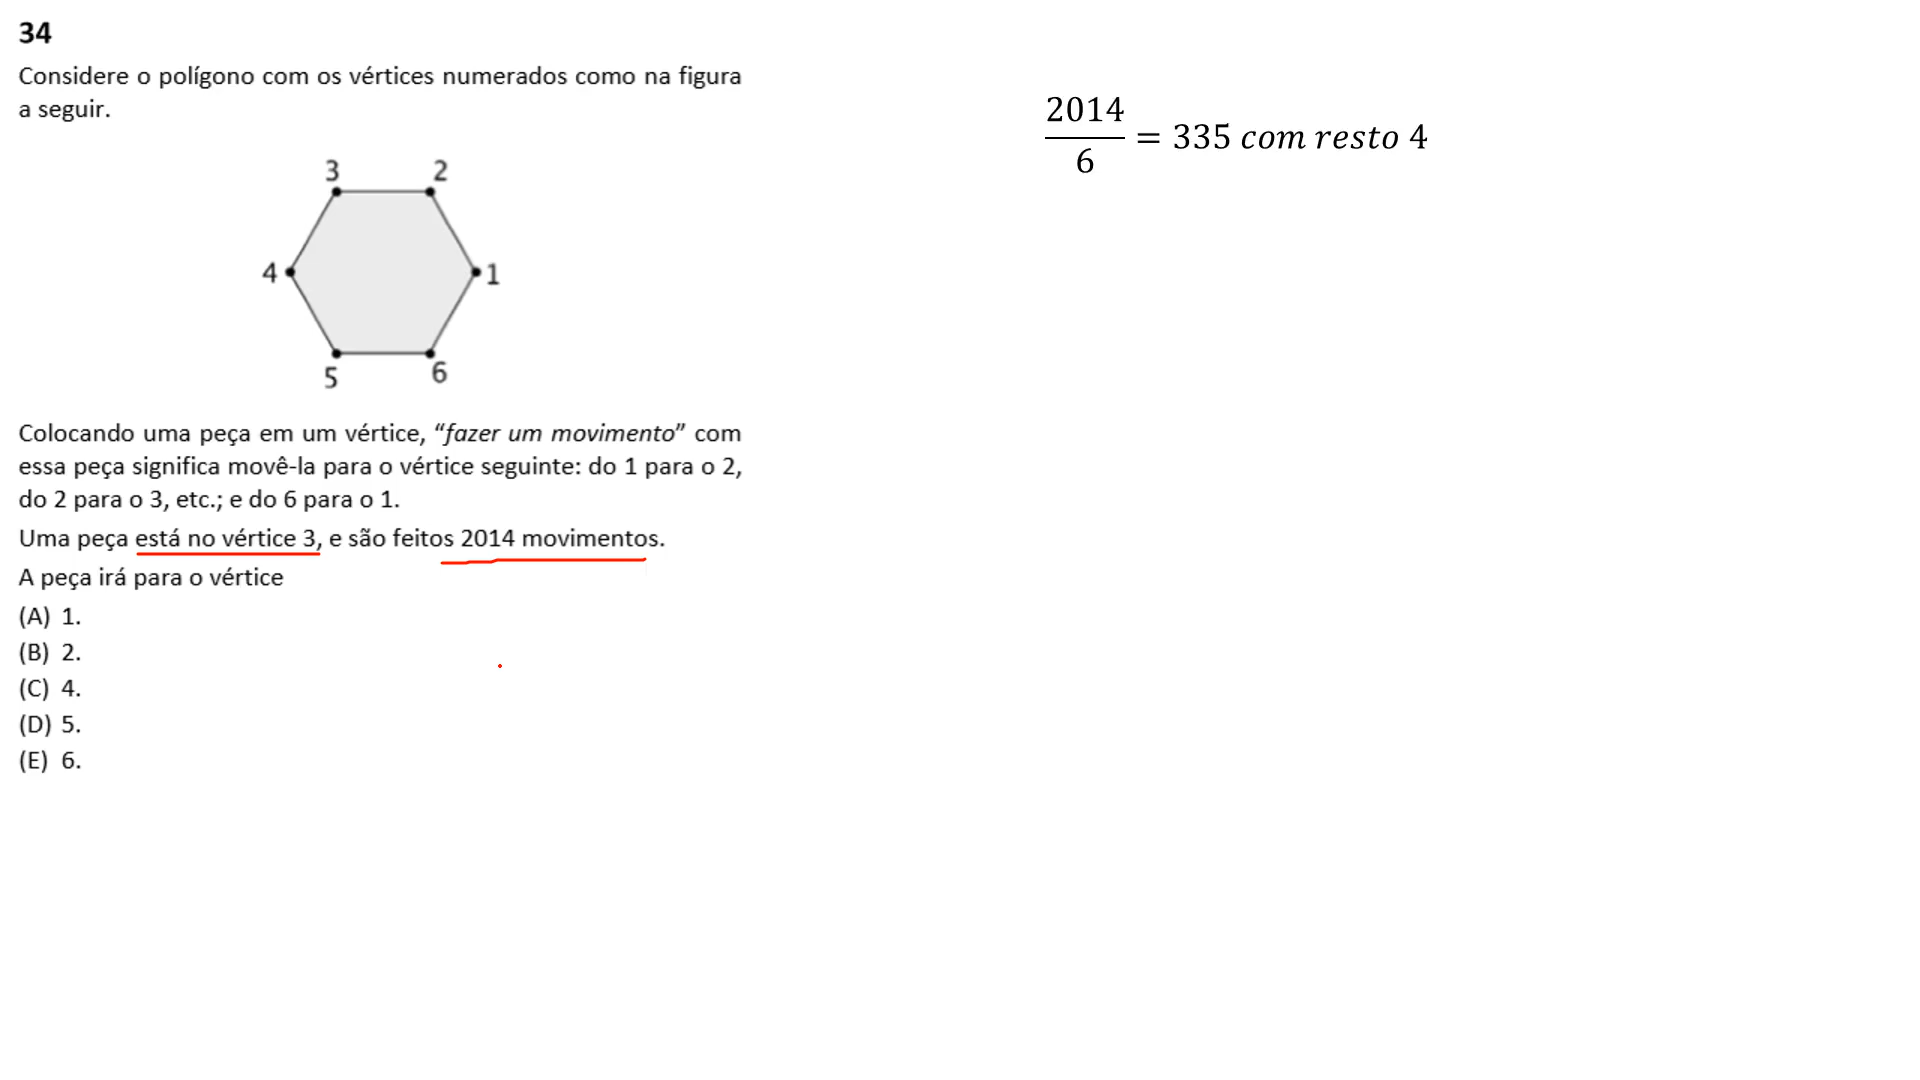 34
Considere o polígono com os vértices numerados como na figura
a seguir.
3 2
4 1
5 6
Colocando uma peça em um vértice, “fazer um movimento” com
essa peça significa movê-la para o vértice seguinte: do 1 para o 2,
do 2 para o 3, etc.; e do 6 para o 1.
Uma peça está no vértice 3, e são feitos 2014 movimentos.
A peça irá para o vértice
(A) 1.
(B) 2.
(C) 4.
(D) 5.
(E) 6.
2014
6
= 335 com resto 4